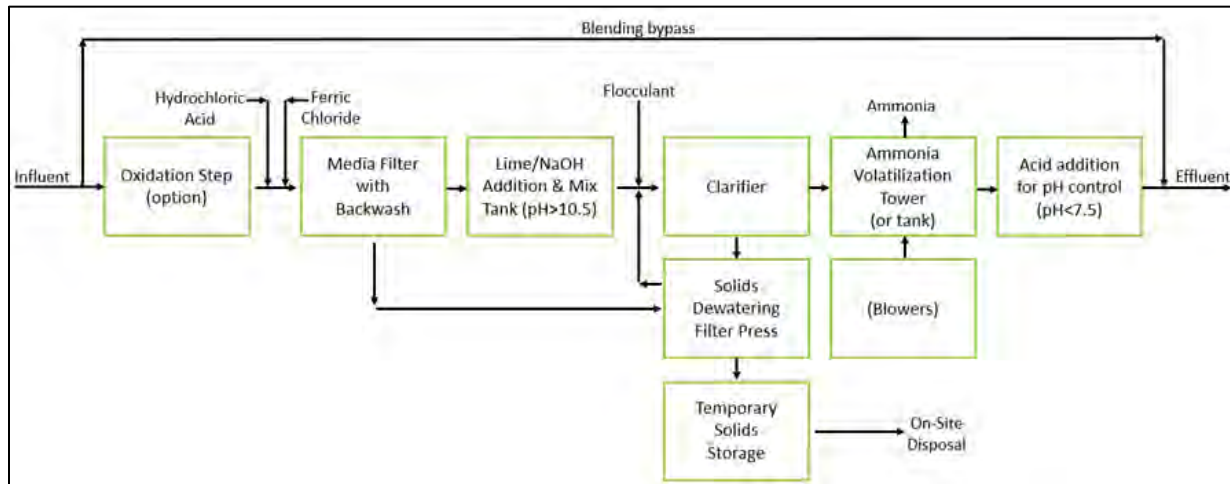 Blending bypass
Hydrochloric
Acid
Ferric
Chloride
Flocculant
Ammonia
Influent
Oxidation Step
(option)
Media Filter
with
Backwash
Lime/NaOH
Addition & Mix
Tank (pH>10.5)
Clarifier
Ammonia
Volatilization
Tower
(or tank)
Acid addition
for pH control
(pH<7.5)
Effluent
Solids
Dewatering
Filter Press
(Blowers)
Temporary
Solids
Storage
On-Site
Disposal